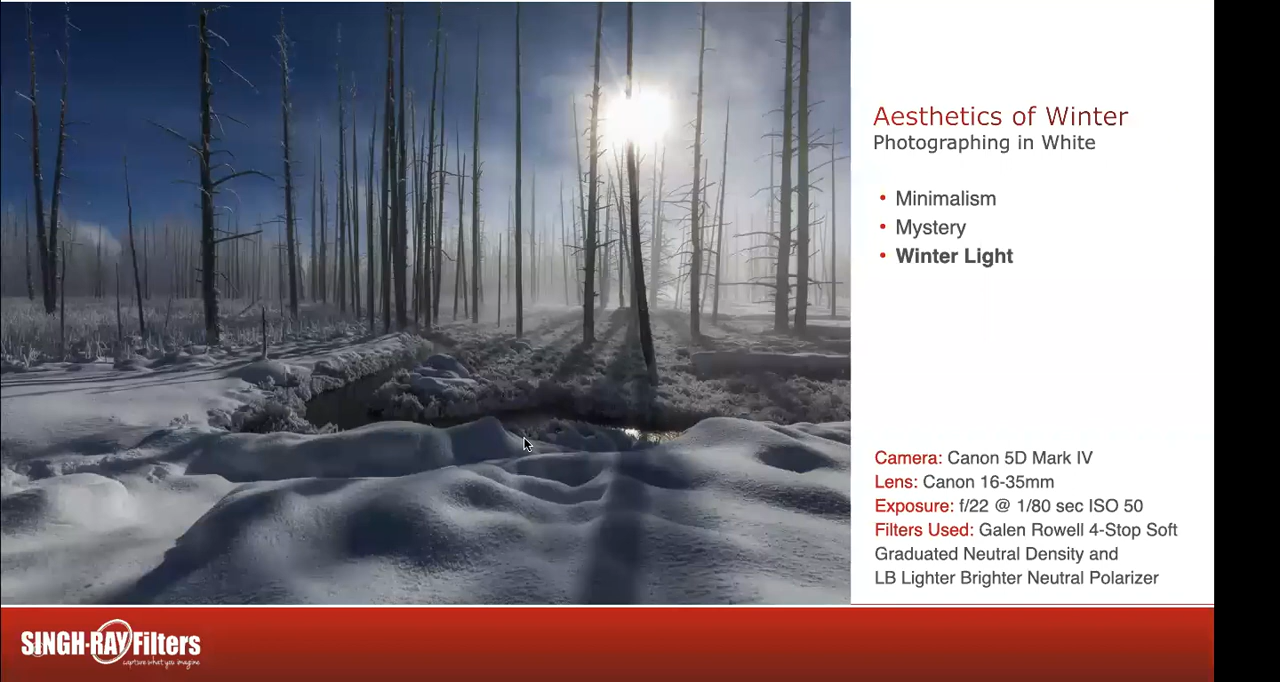 Aesthetics of Winter
Photographing in White
• Minimalism
• Mystery
• Winter Light
Camera: Canon 5D Mark IV
Lens: Canon 16-35mm
Exposure: f/22 @ 1/80 sec ISO 50
Filters Used: Galen Rowell 4-Stop Soft
Graduated Neutral Density and
LB Lighter Brighter Neutral Polarizer
SINGH-RAY Filters
capture what you imagine